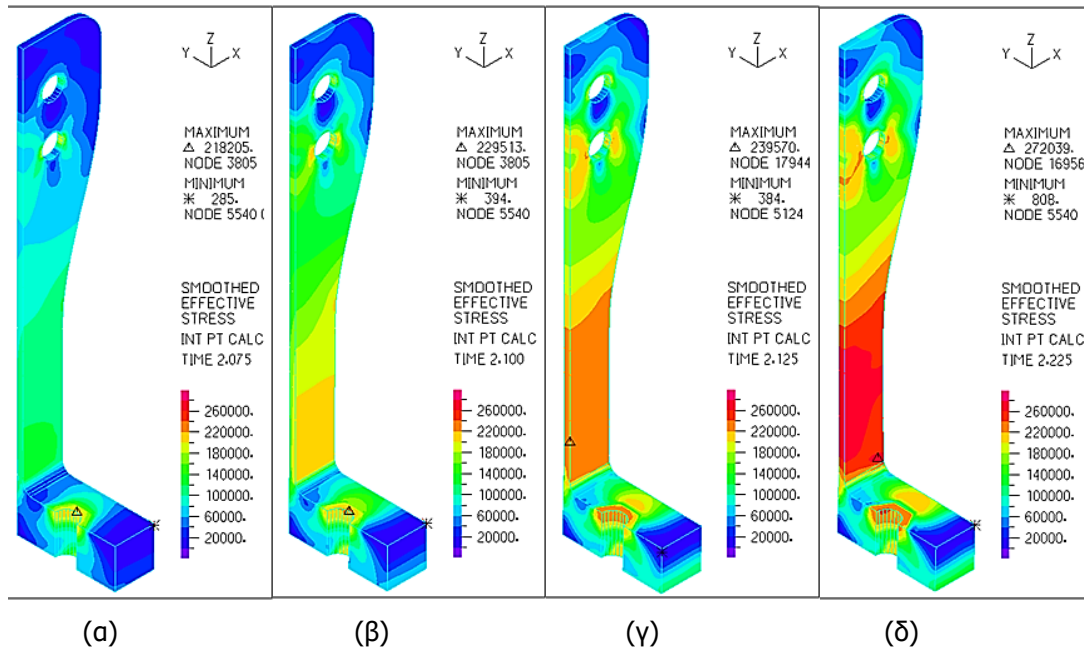 Z
Y X
MAXIMUM
△ 218205.
NODE 3805
MINIMUM
✳ 285.
NODE 5540 (
SMOOTHED
EFFECTIVE
STRESS
INT PT CALC
TIME 2.075
260000.
220000.
180000.
140000.
100000.
60000.
20000.
(α)
Z
Y X
MAXIMUM
△ 229513.
NODE 3805
MINIMUM
✳ 394.
NODE 5540
SMOOTHED
EFFECTIVE
STRESS
INT PT CALC
TIME 2.100
260000.
220000.
180000.
140000.
100000.
60000.
20000.
(β)
Z
Y X
MAXIMUM
△ 239570.
NODE 17944
MINIMUM
✳ 384.
NODE 5124
SMOOTHED
EFFECTIVE
STRESS
INT PT CALC
TIME 2.125
260000.
220000.
180000.
140000.
100000.
60000.
20000.
(γ)
Z
Y X
MAXIMUM
△ 272039.
NODE 16956
MINIMUM
✳ 808.
NODE 5540
SMOOTHED
EFFECTIVE
STRESS
INT PT CALC
TIME 2.225
260000.
220000.
180000.
140000.
100000.
60000.
20000.
(δ)